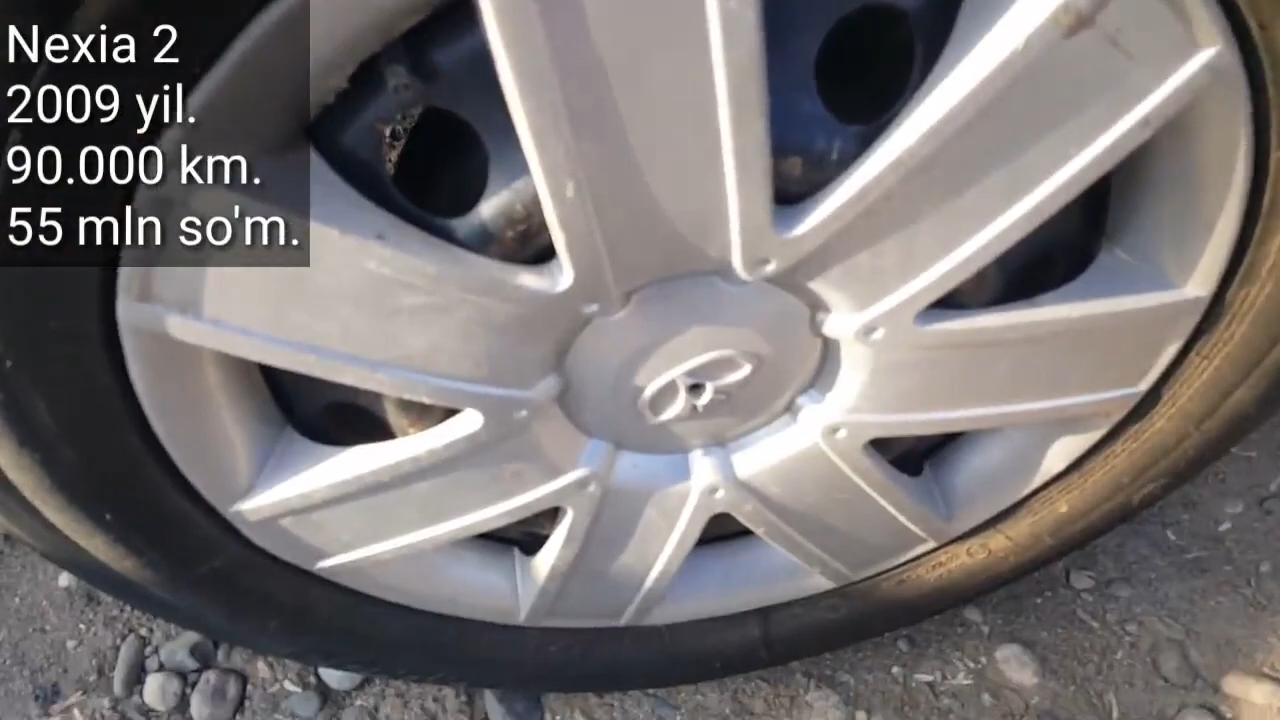 Nexia 2
2009 yil.
90.000 km.
55 mln so'm.